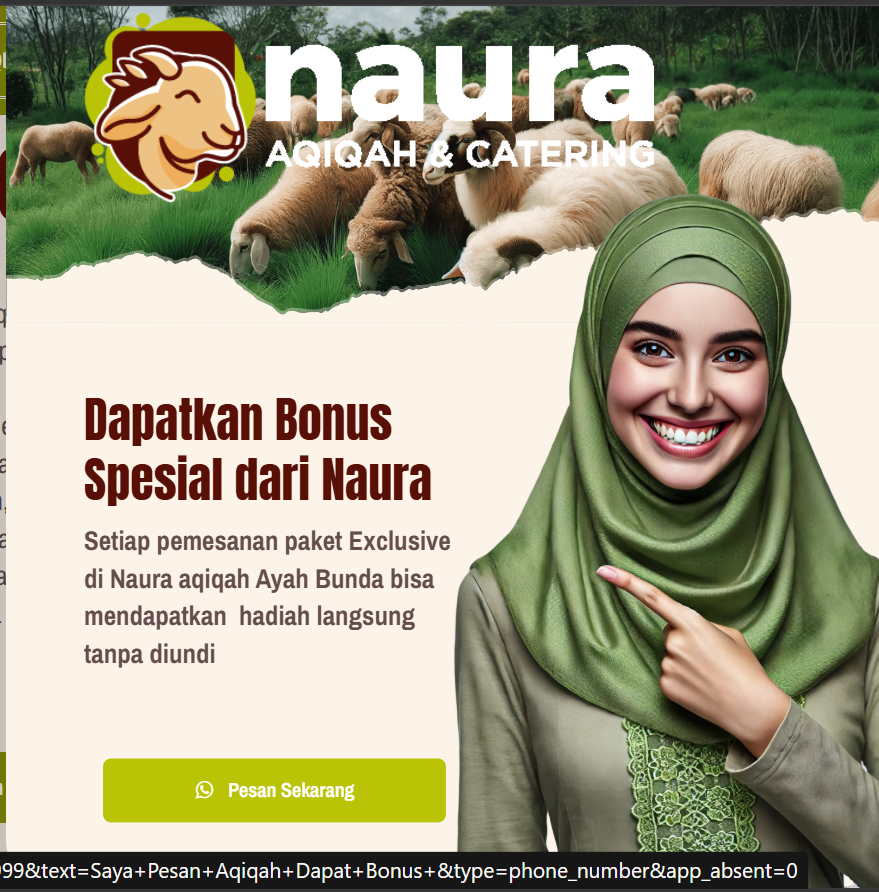 naura
AQIQAH & CATERING
Dapatkan Bonus
Spesial dari Naura
Setiap pemesanan paket Exclusive
di Naura aqiqah Ayah Bunda bisa
mendapatkan hadiah langsung
tanpa diundi
Pesan Sekarang
99&text=Saya+Pesan+Aqiqah+Dapat+Bonus+&type=phone_number&app_absent=0